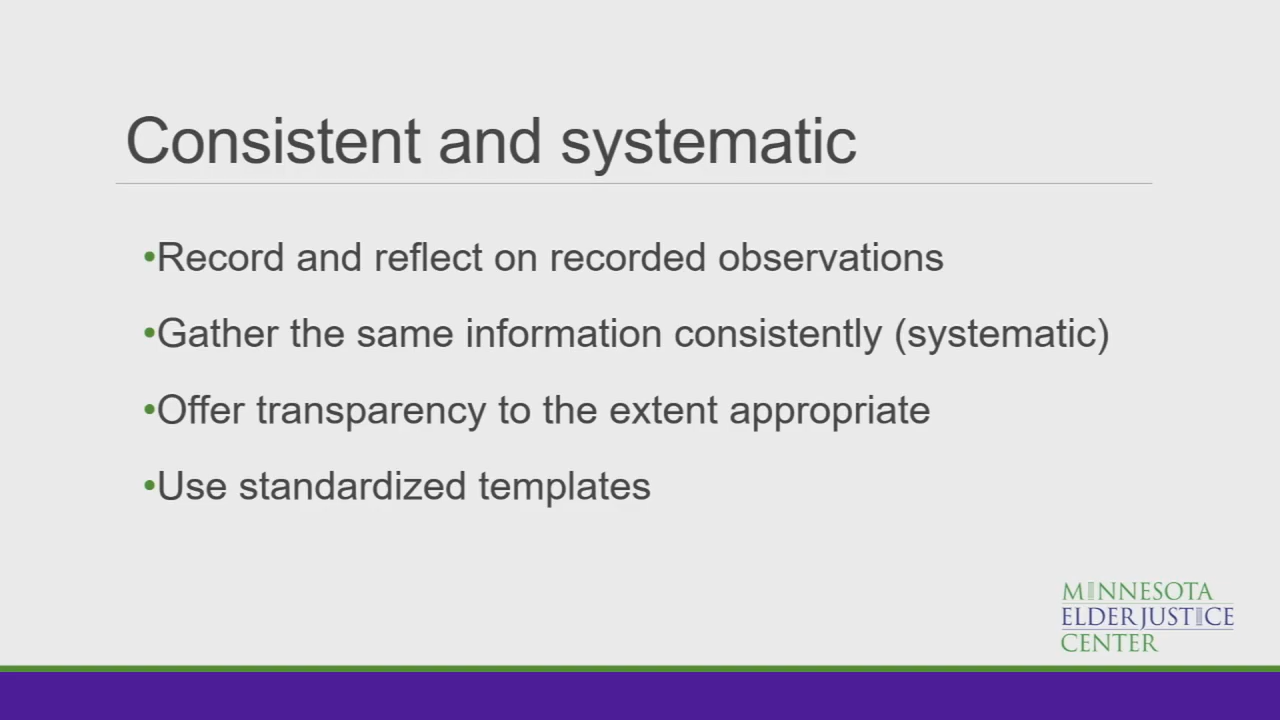 Consistent and systematic
•Record and reflect on recorded observations
•Gather the same information consistently (systematic)
•Offer transparency to the extent appropriate
•Use standardized templates
MINNESOTA
ELDER JUSTICE
CENTER